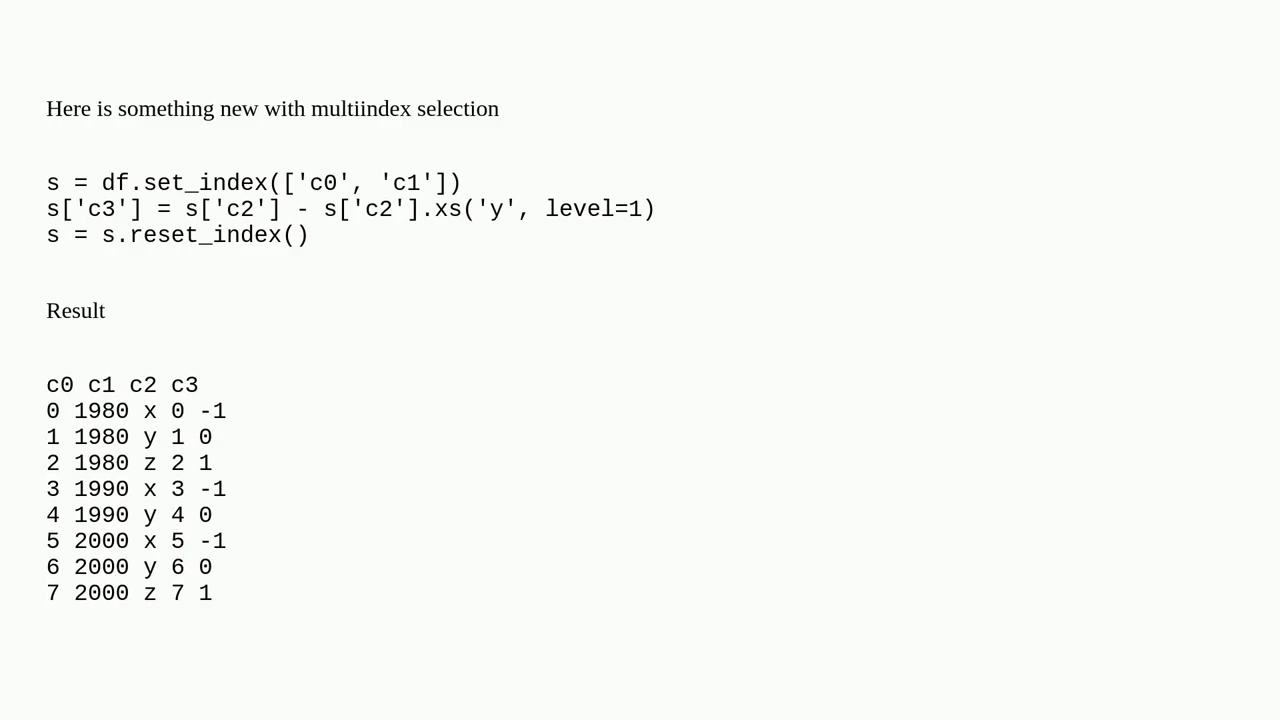 Here is something new with multiindex selection
s = df.set_index(['c0', 'c1'])
s['c3'] = s['c2'] - s['c2'].xs('y', level=1)
s = s.reset_index()
Result
c0 c1 c2 c3
0 1980 x 0 -1
1 1980 y 1 0
2 1980 z 2 1
3 1990 x 3 -1
4 1990 y 4 0
5 2000 x 5 -1
6 2000 y 6 0
7 2000 z 7 1